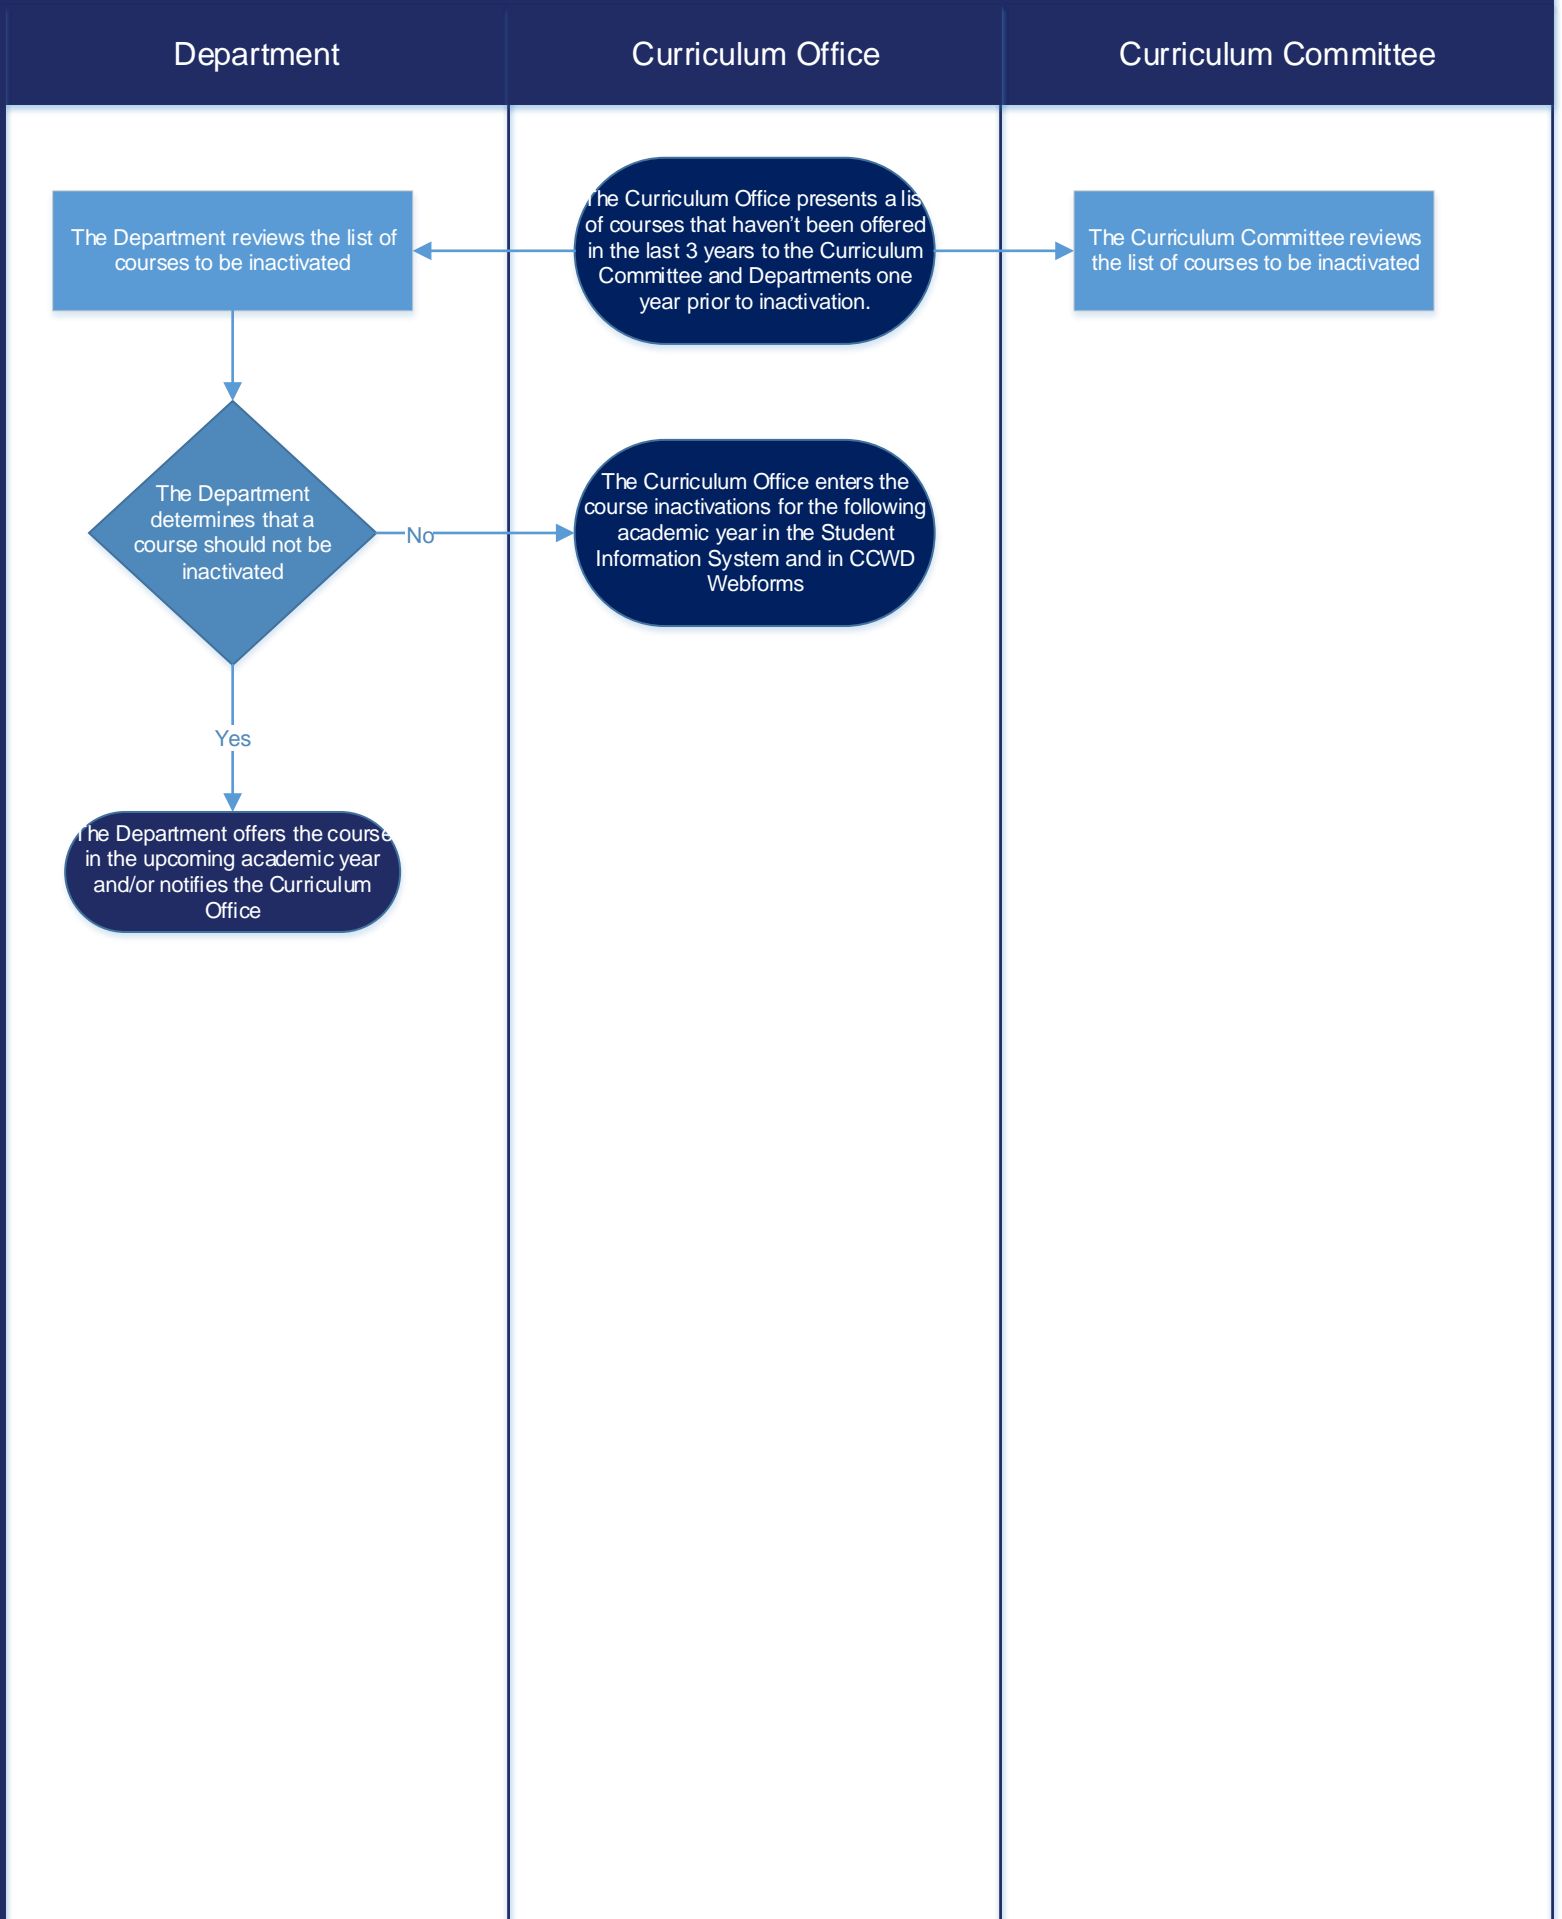 Department
Curriculum Office
Curriculum Committee
The Department reviews the list of
courses to be inactivated
The Curriculum Office presents a lis
of courses that haven't been offered
in the last 3 years to the Curriculum
Committee and Departments one
year prior to inactivation.
The Curriculum Committee reviews
the list of courses to be inactivated
The Department
determines that a
course should not be
inactivated
No
The Curriculum Office enters the
course inactivations for the following
academic year in the Student
Information System and in CCWD
Webforms
Yes
The Department offers the course
in the upcoming academic year
and/or notifies the Curriculum
Office